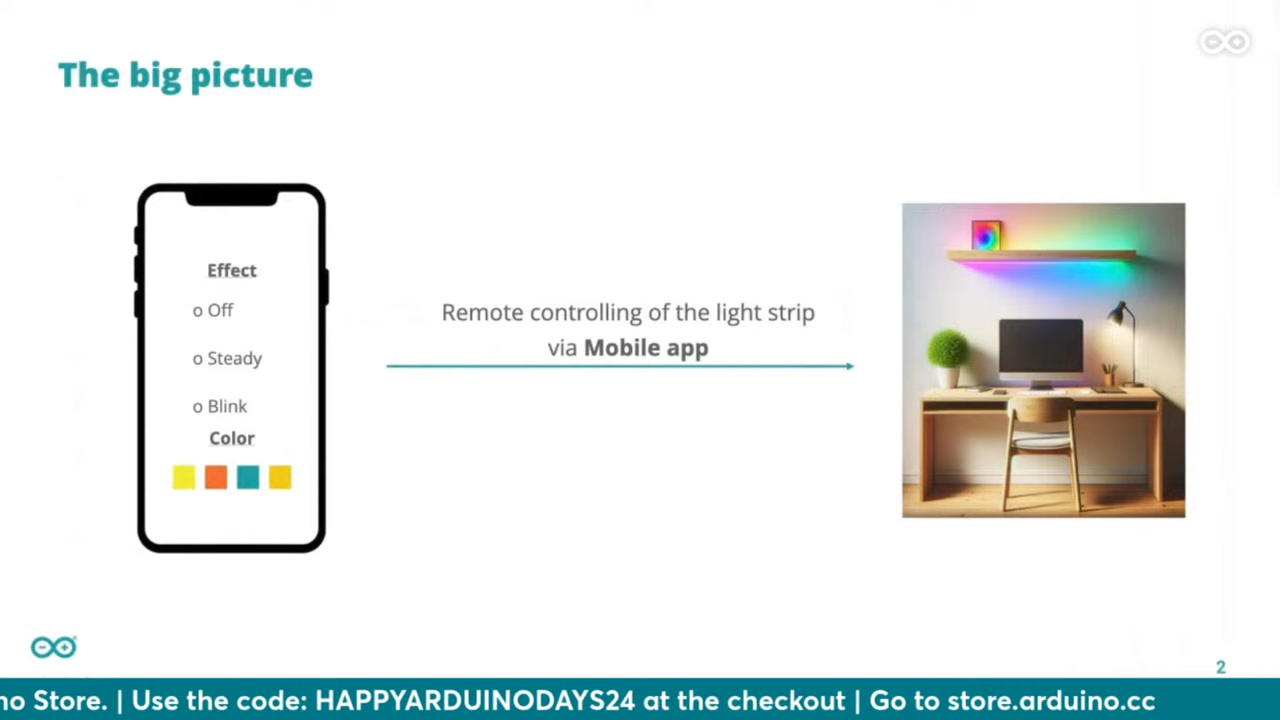 The big picture
Effect
o Off
o Steady
o Blink
Color
Remote controlling of the light strip
via Mobile app
2
no Store. | Use the code: HAPPYARDUINODAYS24 at the checkout | Go to store.arduino.cc